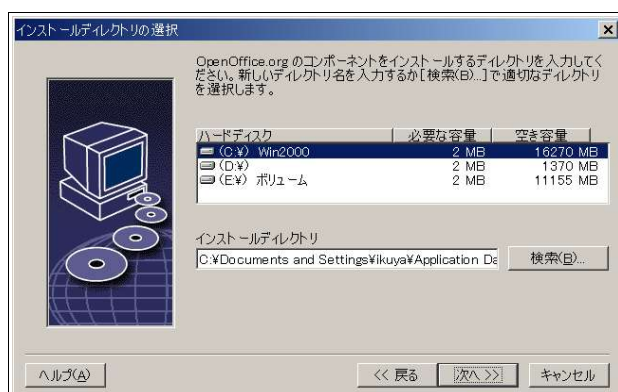 インストールディレクトリの選択
OpenOffice.org のコンポーネントをインストールするディレクトリを入力してく
ださい。新しいディレクトリ名を入力するか[検索(B)...]で適切なディレクトリ
を選択します。
ハードディスク 必要な容量 空き容量
(C:¥) Win2000 2 MB 16270 MB
(D:¥) 2 MB 1370 MB
(E:¥) ボリューム 2 MB 11155 MB
インストールディレクトリ
C:¥Documents and Settings¥ikuya¥Application Da
検索(B)...
ヘルプ(A) << 戻る 次へ >> キャンセル